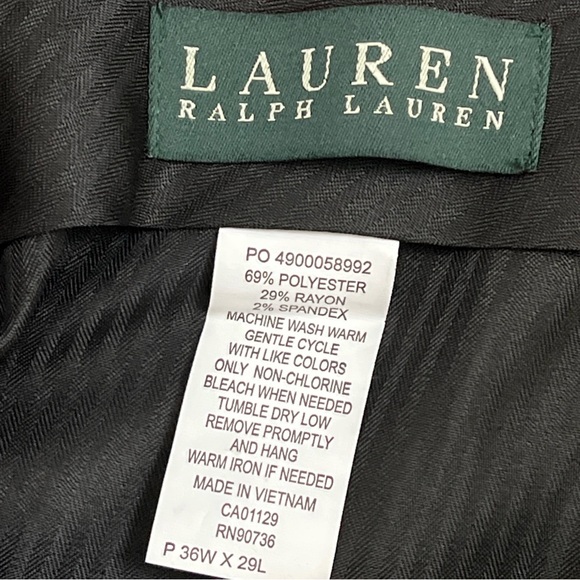 LAUREN
RALPH LAUREN
PO 4900058992
69% POLYESTER
29% RAYON
2% SPANDEX
MACHINE WASH WARM
GENTLE CYCLE
WITH LIKE COLORS
ONLY NON-CHLORINE
BLEACH WHEN NEEDED
TUMBLE DRY LOW
REMOVE PROMPTLY
AND HANG
WARM IRON IF NEEDED
MADE IN VIETNAM
CA01129
RN90736
P 36W X 29L